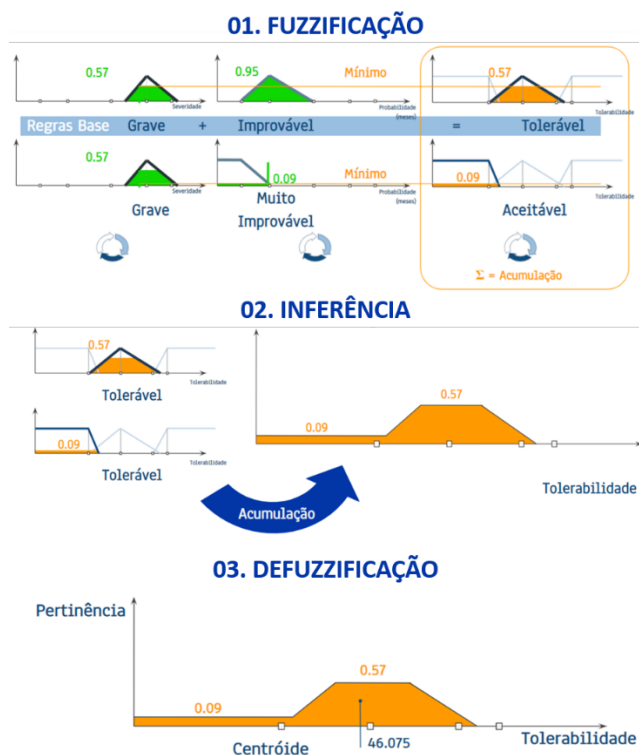 01. FUZZIFICAÇÃO
0.57
Severidade
0.95
Mínimo
Probabilidade
(meses)
0.57
Tolerabilidade
Regras Base Grave + Improvável = Tolerável
0.57
Severidade
0.09
Mínimo
Probabilidade
(meses)
0.09
Tolerabilidade
Grave
Muito
Improvável
Aceitável
Σ = Acumulação
02. INFERÊNCIA
0.57
Tolerabilidade
Tolerável
0.09
Tolerabilidade
Tolerável
0.09
0.57
Tolerabilidade
Acumulação
03. DEFUZZIFICAÇÃO
Pertinência
0.09
0.57
Centróide
46.075
Tolerabilidade